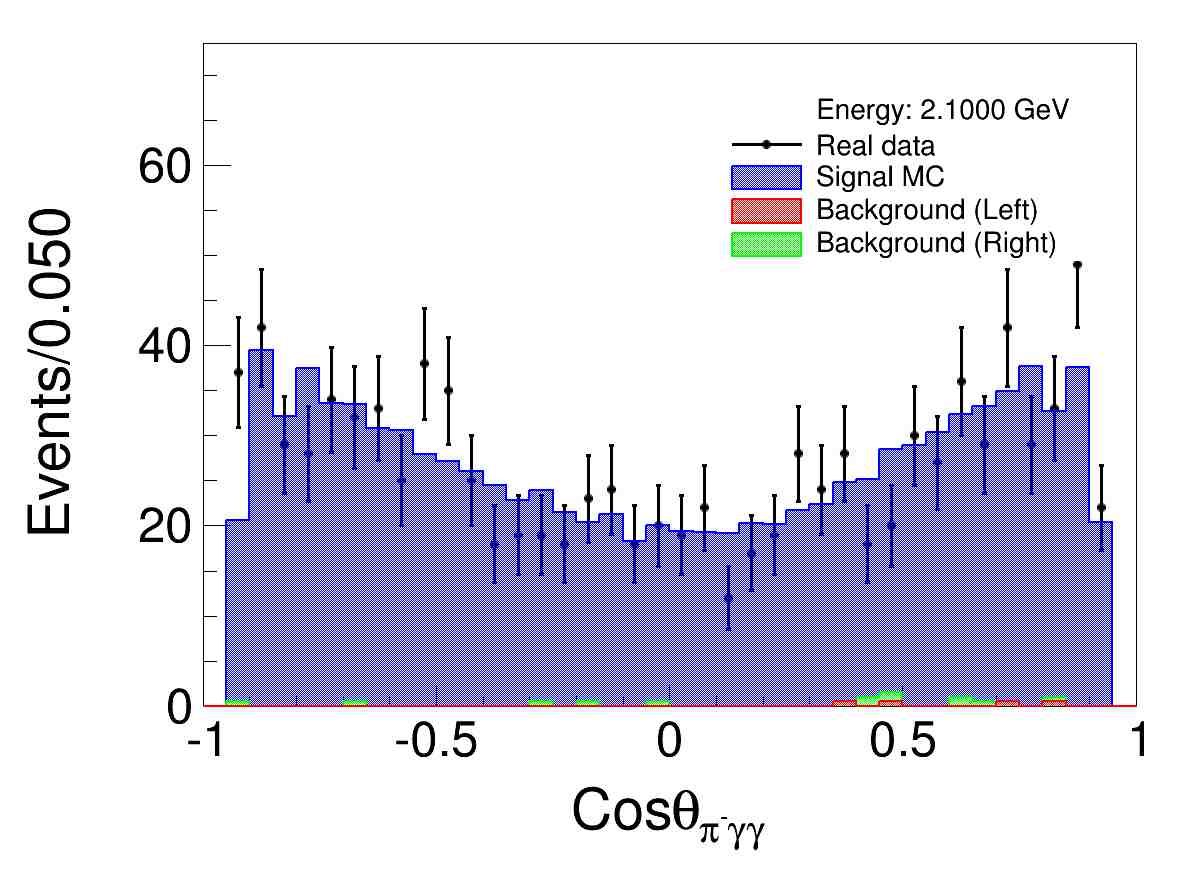 Energy: 2.1000 GeV
Real data
Signal MC
Background (Left)
Background (Right)
Events/0.050
60
40
20
0
-1 -0.5 0 0.5 1
Cosθπ⁻γγ